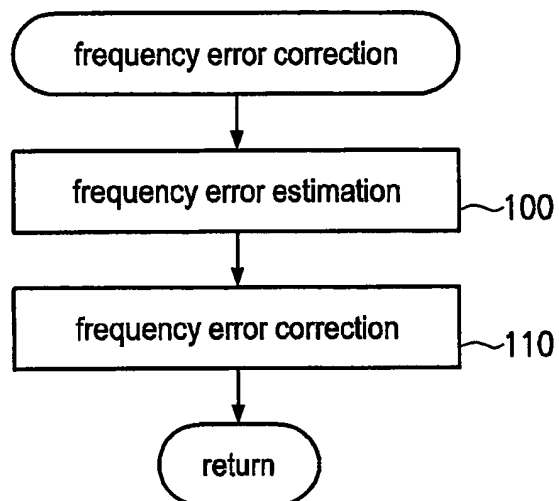 frequency error correction
frequency error estimation
100
frequency error correction
110
return